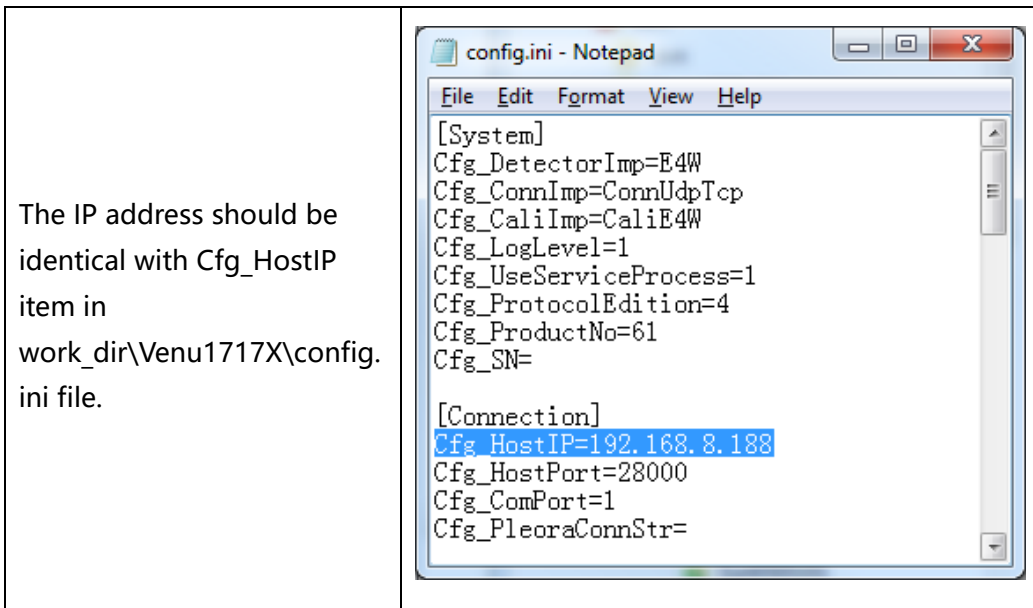 The IP address should be
identical with Cfg_HostIP
item in
work_dir\Venu1717X\config.
ini file.
config.ini - Notepad
File Edit Format View Help
[System]
Cfg_DetectorImp=E4W
Cfg_ConnImp=ConnUdpTcp
Cfg_CaliImp=CaliE4W
Cfg_LogLevel=1
Cfg_UseServiceProcess=1
Cfg_ProtocolEdition=4
Cfg_ProductNo=61
Cfg_SN=
[Connection]
Cfg_HostIP=192.168.8.188
Cfg_HostPort=28000
Cfg_ComPort=1
Cfg_PleoraConnStr=